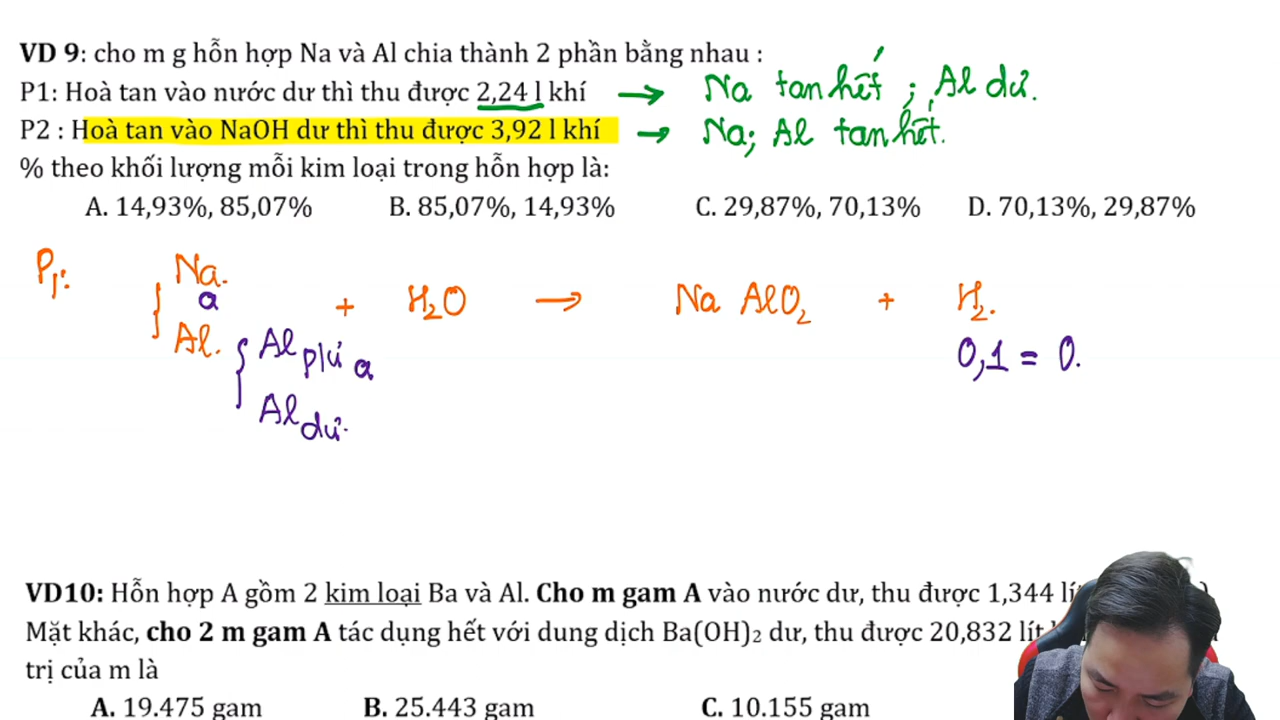 VD 9: cho m g hỗn hợp Na và Al chia thành 2 phần bằng nhau :
P1: Hoà tan vào nước dư thì thu được 2,24 l khí → Na tan hết ; Al dư.
P2 : Hoà tan vào NaOH dư thì thu được 3,92 l khí → Na; Al tan hết.
% theo khối lượng mỗi kim loại trong hỗn hợp là:
A. 14,93%, 85,07% B. 85,07%, 14,93% C. 29,87%, 70,13% D. 70,13%, 29,87%
P1: Na.
a + H2O → NaAlO2 + H2.
Al. Al p/ứ a 0,1 = 0.
Al dư.
VD10: Hỗn hợp A gồm 2 kim loại Ba và Al. Cho m gam A vào nước dư, thu được 1,344
Mặt khác, cho 2 m gam A tác dụng hết với dung dịch Ba(OH)2 dư, thu được 20,832 lít
trị của m là
A. 19.475 gam B. 25.443 gam C. 10.155 gam